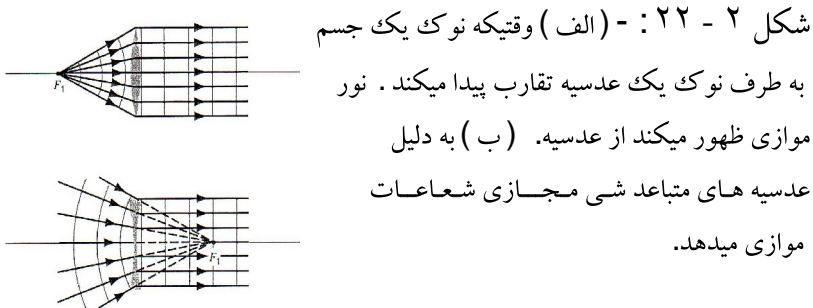 شکل ۲ - ۲۲ : - ( الف ) وقتیکه نوک یک جسم
به طرف نوک یک عدسیه تقارب پیدا میکند . نور
موازی ظهور میکند از عدسیه. ( ب ) به دلیل
عدسیه های متباعد شی مجازی شعاعات
موازی میدهد.
F₁
F₁